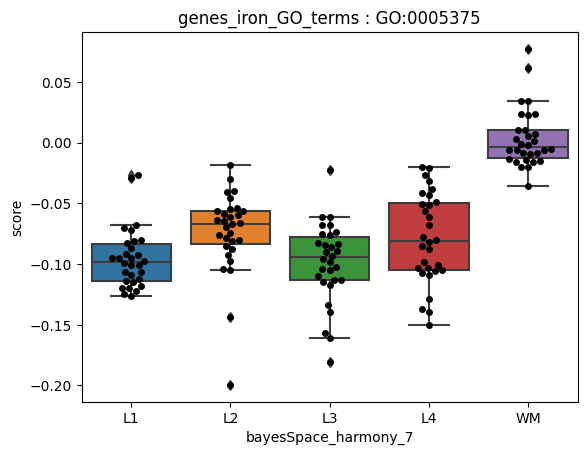 genes_iron_GO_terms : GO:0005375
score
0.05
0.00
−0.05
−0.10
−0.15
−0.20
L1 L2 L3 L4 WM
bayesSpace_harmony_7